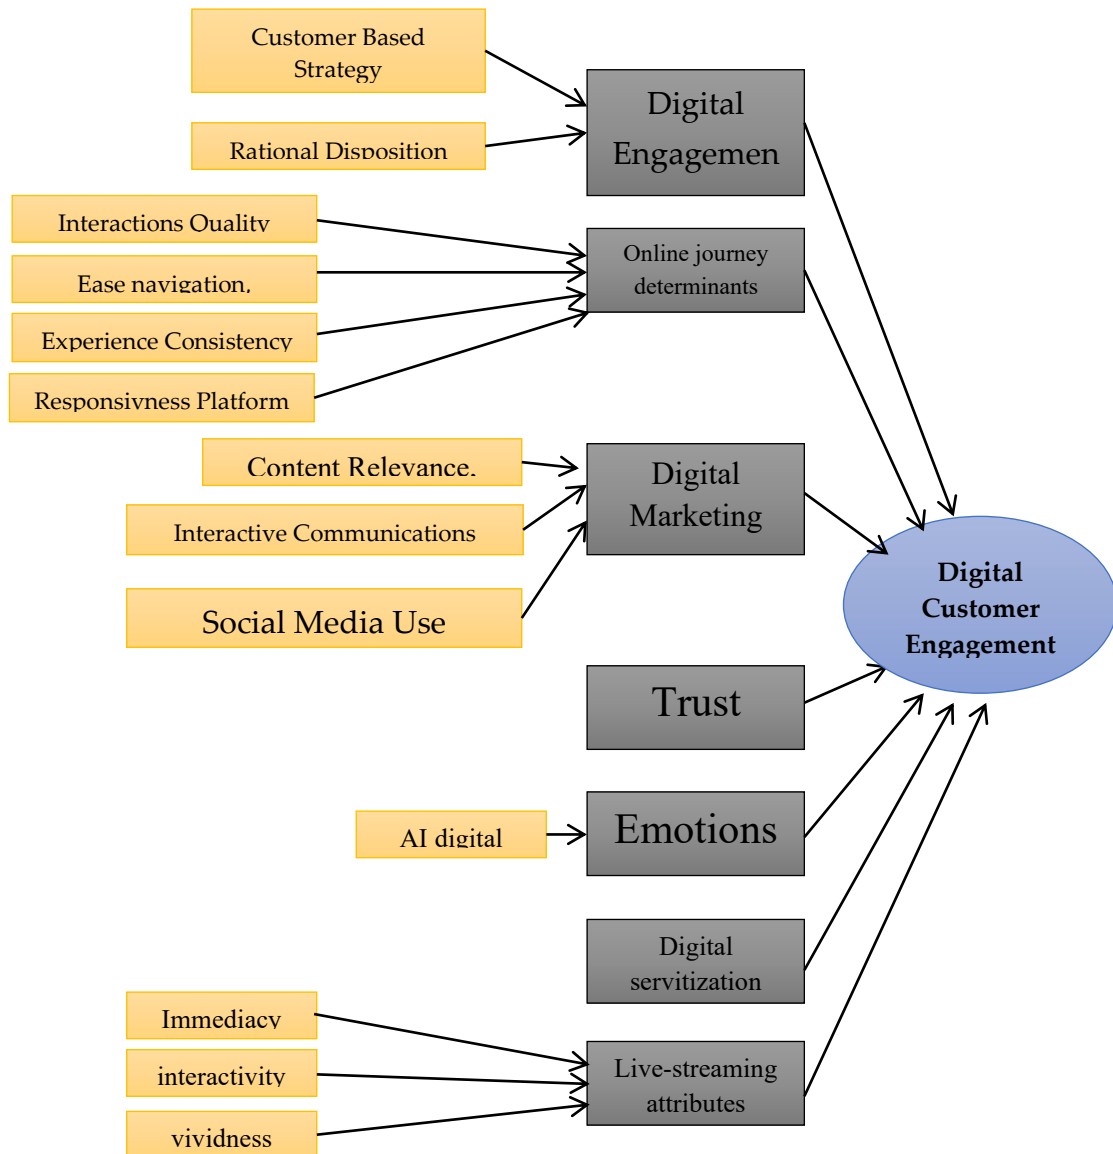 Customer Based
Strategy
Rational Disposition
Digital
Engagemen
Interactions Quality
Ease navigation,
Experience Consistency
Responsivness Platform
Online journey
determinants
Content Relevance,
Interactive Communications
Social Media Use
Digital
Marketing
Digital
Customer
Engagement
Trust
AI digital
Emotions
Digital
servitization
Immediacy
interactivity
vividness
Live-streaming
attributes